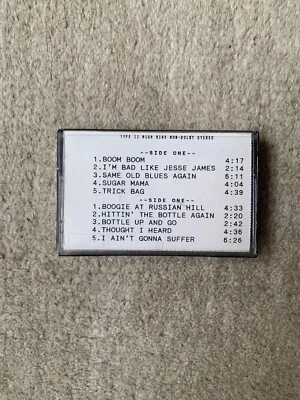 TYPE II HIGH BIAS NON-DOLBY STEREO
--SIDE ONE--
1.BOOM BOOM 4:17
2.I'M BAD LIKE JESSE JAMES 2:14
3.SAME OLD BLUES AGAIN 6:11
4.SUGAR MAMA 4:04
5.TRICK BAG 4:39
--SIDE ONE--
1.BOOGIE AT RUSSIAN HILL 4:33
2.HITTIN' THE BOTTLE AGAIN 2:20
3.BOTTLE UP AND GO 2:42
4.THOUGHT I HEARD 4:36
5.I AIN'T GONNA SUFFER 6:26